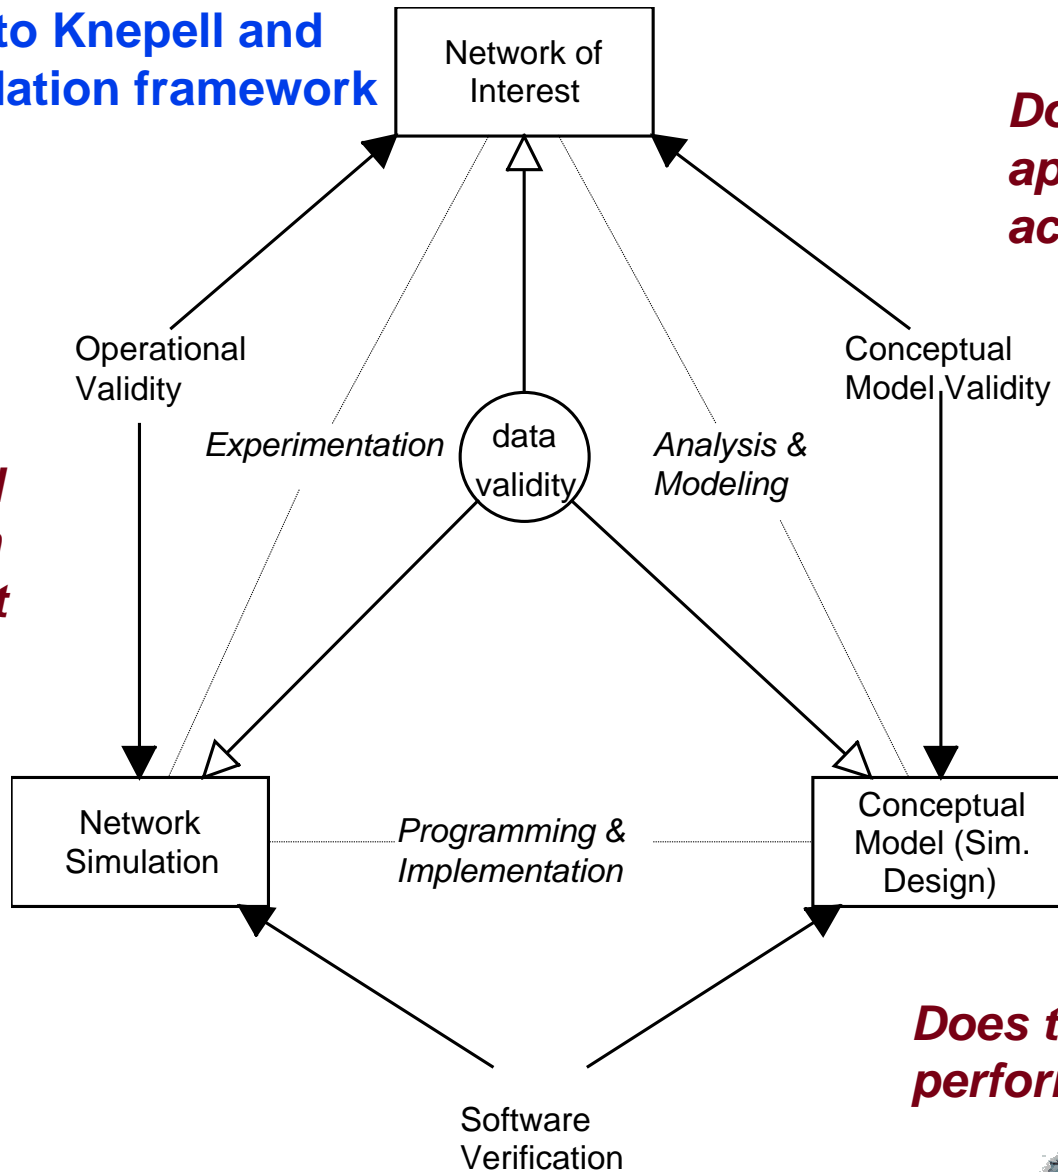 to Knepell and
lation framework
Network of
Interest
Operational
Validity
Conceptual
Model Validity
Experimentation
data
validity
Analysis &
Modeling
Network
Simulation
Programming &
Implementation
Conceptual
Model (Sim.
Design)
Does t
perfor
Software
Verification